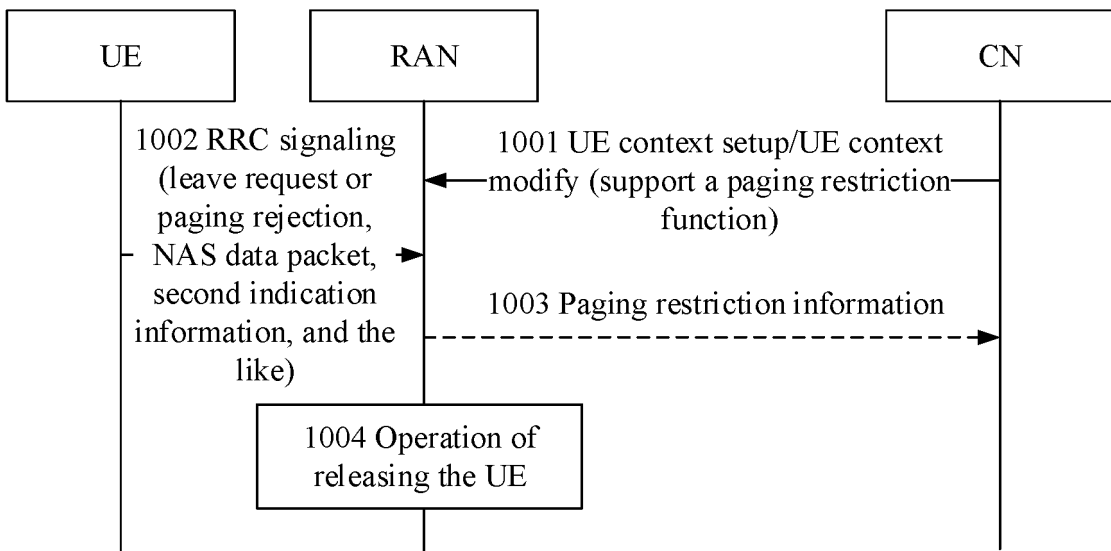 UE
RAN
CN
1002 RRC signaling
(leave request or
paging rejection,
NAS data packet,
second indication
information, and the
like)
1001 UE context setup/UE context
modify (support a paging restriction
function)
1003 Paging restriction information
1004 Operation of
releasing the UE